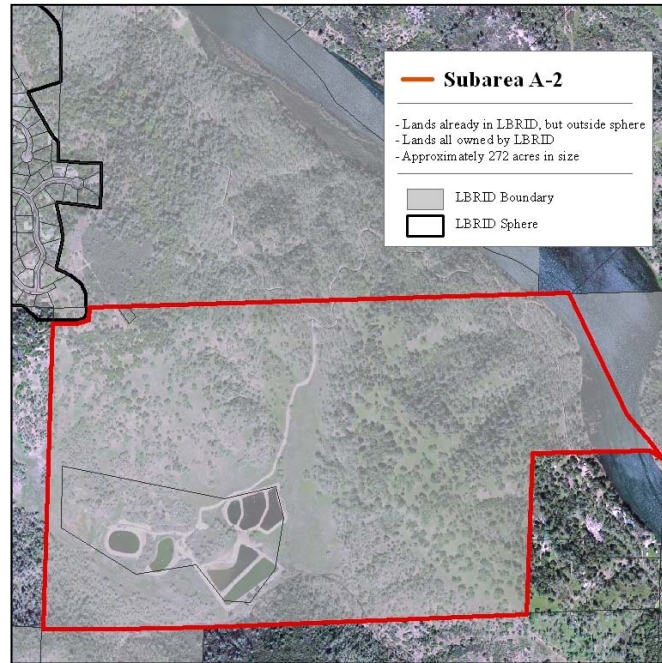 Subarea A-2
- Lands already in LBRID, but outside sphere
- Lands all owned by LBRID
- Approximately 272 acres in size
LBRID Boundary
LBRID Sphere